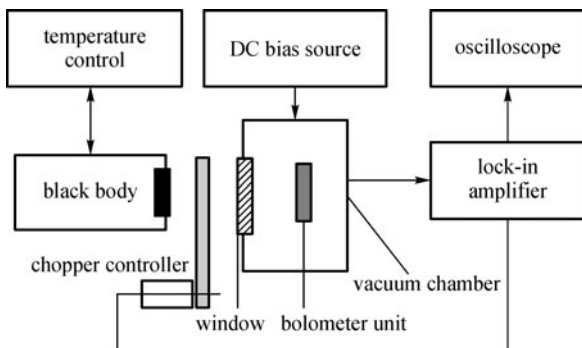 temperature
control
DC bias source
oscilloscope
black body
lock-in
amplifier
chopper controller
vacuum chamber
window
bolometer unit